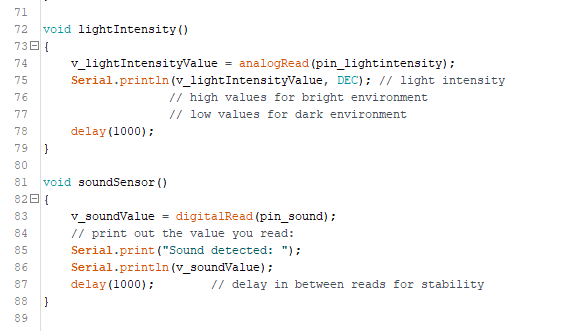 71
72 void lightIntensity()
73 {
74     v_lightIntensityValue = analogRead(pin_lightintensity);
75     Serial.println(v_lightIntensityValue, DEC); // light intensity
76                   // high values for bright environment
77                   // low values for dark environment
78     delay(1000);
79 }
80
81 void soundSensor()
82 {
83     v_soundValue = digitalRead(pin_sound);
84     // print out the value you read:
85     Serial.print("Sound detected: ");
86     Serial.println(v_soundValue);
87     delay(1000);        // delay in between reads for stability
88 }
89